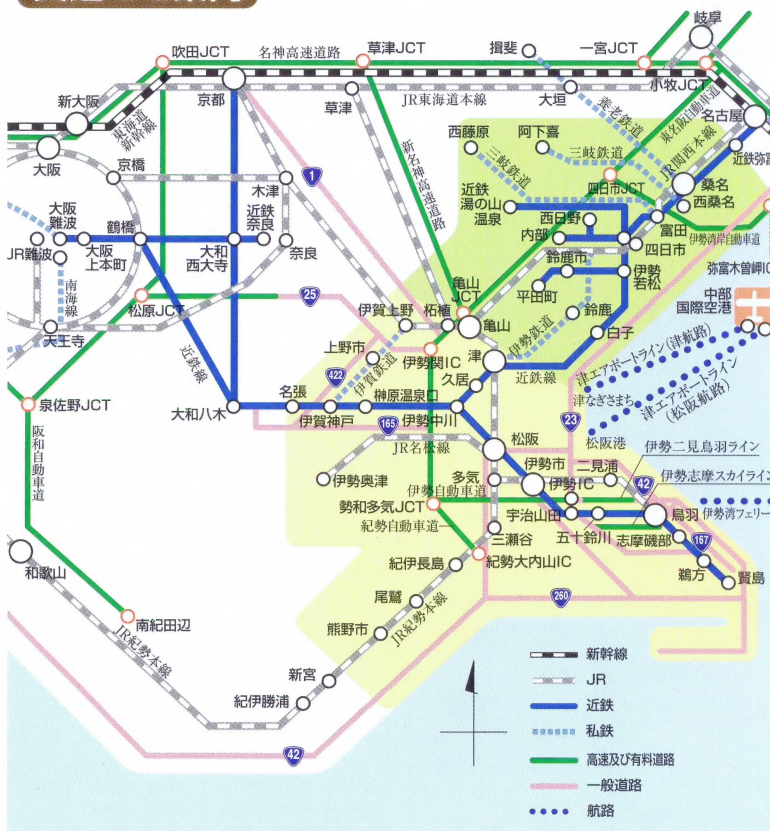 岐阜
吹田JCT
名神高速道路
草津JCT
揖斐
一宮JCT
新大阪
東海道
新幹線
京都
草津
JR東海道本線
大垣
養老鉄道
小牧JCT
東名阪自動車道
名古屋
大阪
京橋
木津
1
新名神高速道路
西藤原
阿下喜
三岐鉄道
三岐鉄道
JR関西本線
近鉄弥富
四日市JCT
桑名
西桑名
大阪
難波
鶴橋
近鉄
奈良
近鉄
湯の山
温泉
西日野
富田
JR難波
大阪
上本町
大和
西大寺
奈良
内部
四日市
伊勢湾岸自動車道
南海線
鈴鹿市
伊勢
若松
弥富木曽岬IC
松原JCT
25
亀山
JCT
平田町
中部
国際空港
天王寺
伊賀上野
柘植
亀山
鈴鹿
伊勢鉄道
白子
近鉄線
上野市
伊賀鉄道
伊勢関IC
津
津エアポートライン(津航路)
422
久居
近鉄線
津なぎさまち
津エアポートライン
(松阪航路)
泉佐野JCT
大和八木
名張
榊原温泉口
伊賀神戸
165
伊勢中川
23
松阪港
阪和自動車道
JR名松線
松阪
伊勢市
二見浦
伊勢二見鳥羽ライン
伊勢奥津
多気
伊勢IC
42
伊勢志摩スカイライン
伊勢自動車道
勢和多気JCT
宇治山田
鳥羽
伊勢湾フェリー
紀勢自動車道
五十鈴川
志摩磯部
167
三瀬谷
和歌山
紀伊長島
紀勢大内山IC
鵜方
賢島
尾鷲
260
南紀田辺
JR紀勢本線
熊野市
JR紀勢本線
新宮
紀伊勝浦
42
新幹線
JR
近鉄
私鉄
高速及び有料道路
一般道路
航路